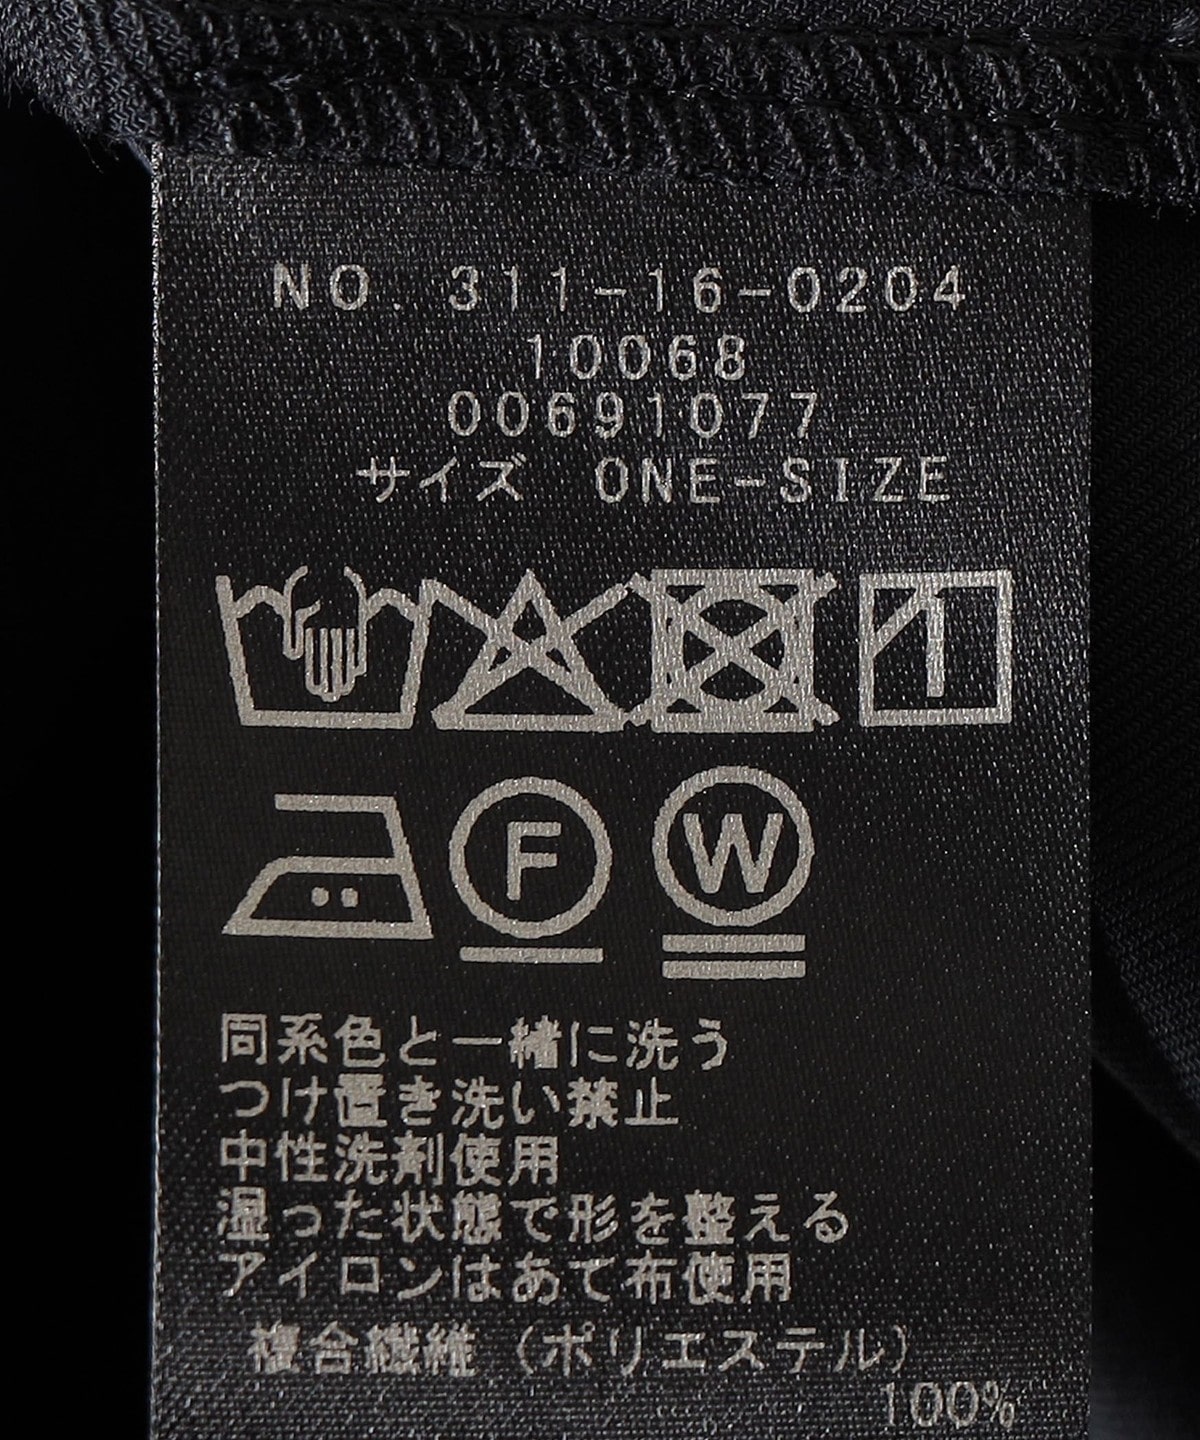 NO. 311-16-0204
10068
00691077
サイズ ONE-SIZE
F W
同系色と一緒に洗う
つけ置き洗い禁止
中性洗剤使用
湿った状態で形を整える
アイロンはあて布使用
複合繊維(ポリエステル)
100%